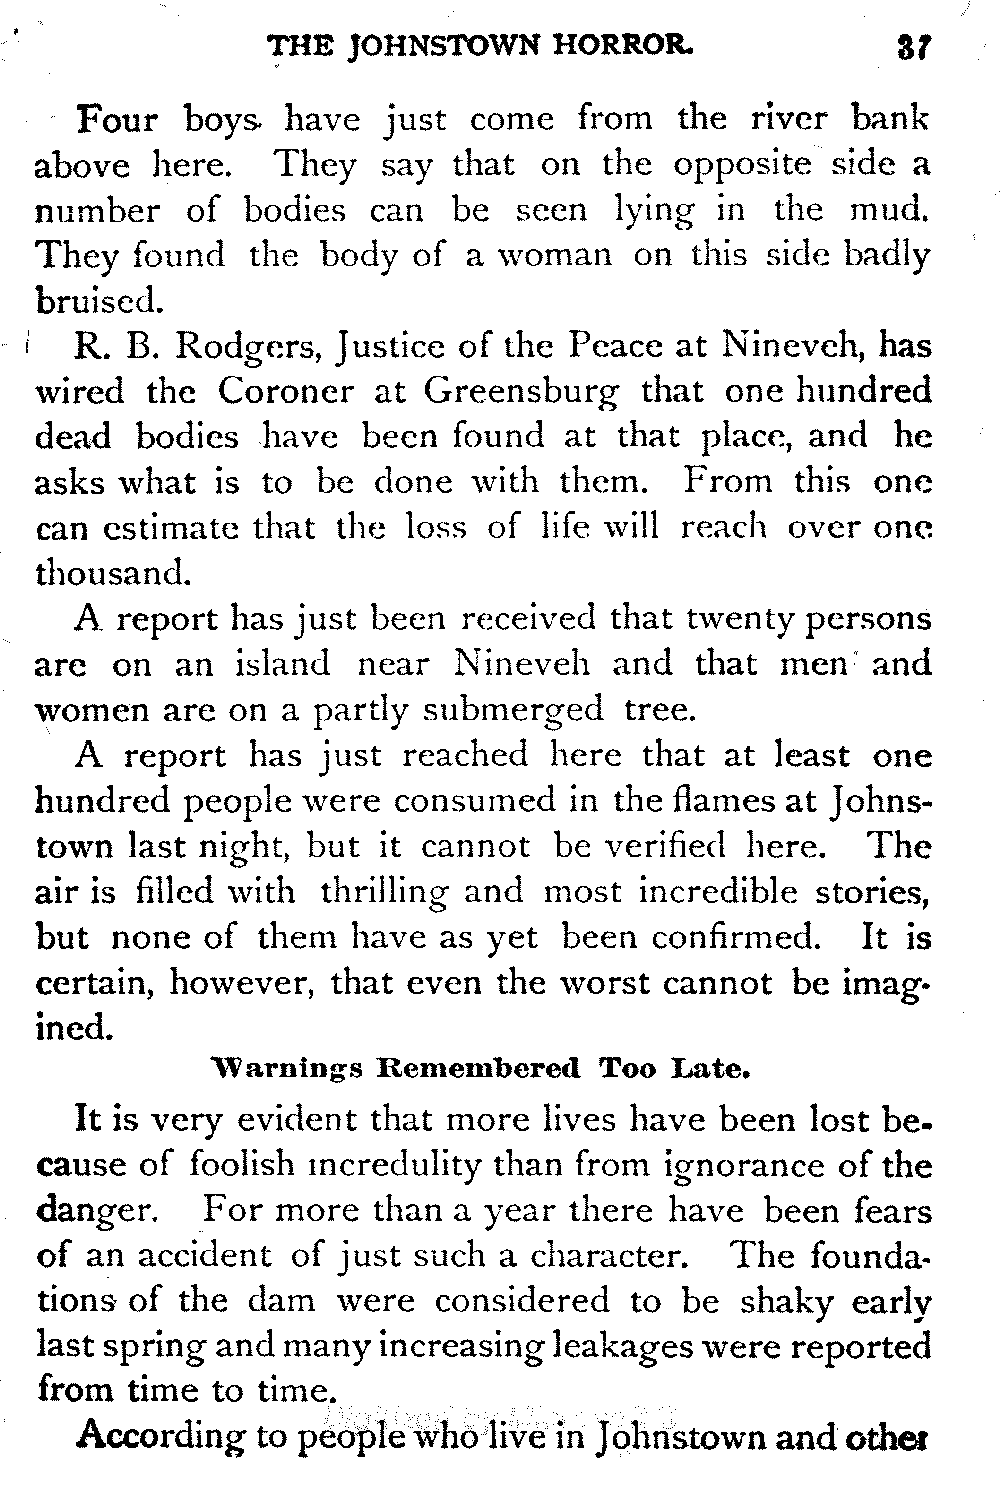 THE JOHNSTOWN HORROR. 37
Four boys have just come from the river bank
above here. They say that on the opposite side a
number of bodies can be seen lying in the mud.
They found the body of a woman on this side badly
bruised.
R. B. Rodgers, Justice of the Peace at Nineveh, has
wired the Coroner at Greensburg that one hundred
dead bodies have been found at that place, and he
asks what is to be done with them. From this one
can estimate that the loss of life will reach over one
thousand.
A report has just been received that twenty persons
are on an island near Nineveh and that men and
women are on a partly submerged tree.
A report has just reached here that at least one
hundred people were consumed in the flames at Johns-
town last night, but it cannot be verified here. The
air is filled with thrilling and most incredible stories,
but none of them have as yet been confirmed. It is
certain, however, that even the worst cannot be imag-
ined.
Warnings Remembered Too Late.
It is very evident that more lives have been lost be-
cause of foolish incredulity than from ignorance of the
danger. For more than a year there have been fears
of an accident of just such a character. The founda-
tions of the dam were considered to be shaky early
last spring and many increasing leakages were reported
from time to time.
According to people who live in Johnstown and other